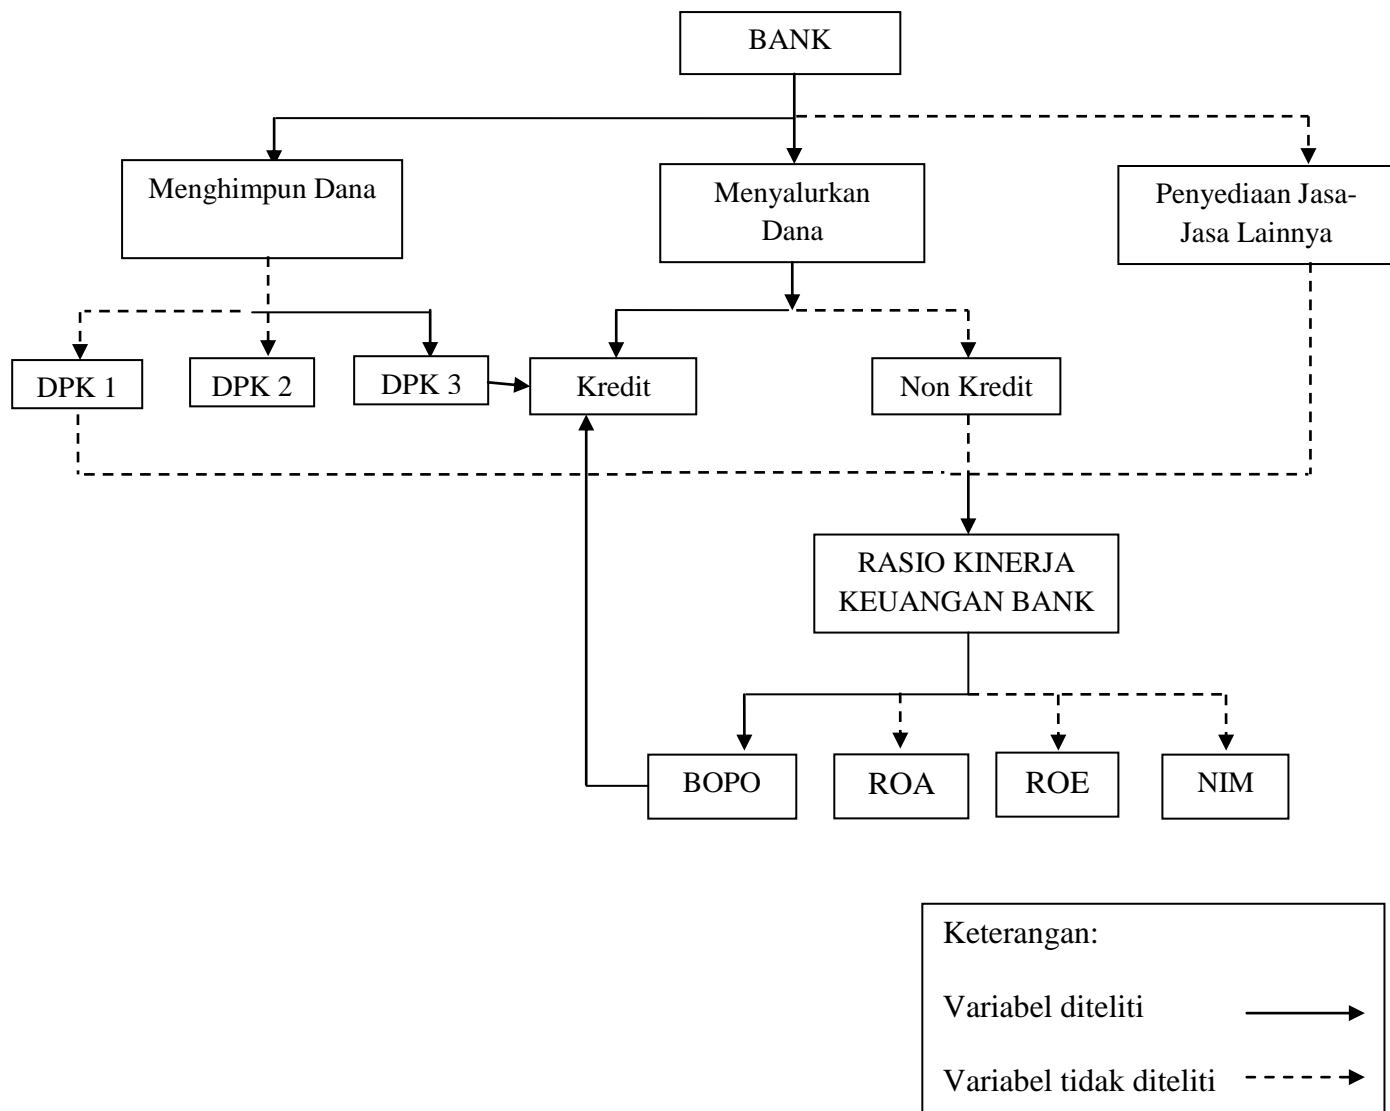 BANK
Menghimpun Dana
Menyalurkan
Dana
Penyediaan Jasa-
Jasa Lainnya
DPK 1
DPK 2
DPK 3
Kredit
Non Kredit
RASIO KINERJA
KEUANGAN BANK
BOPO
ROA
ROE
NIM
Keterangan:
Variabel diteliti
Variabel tidak diteliti